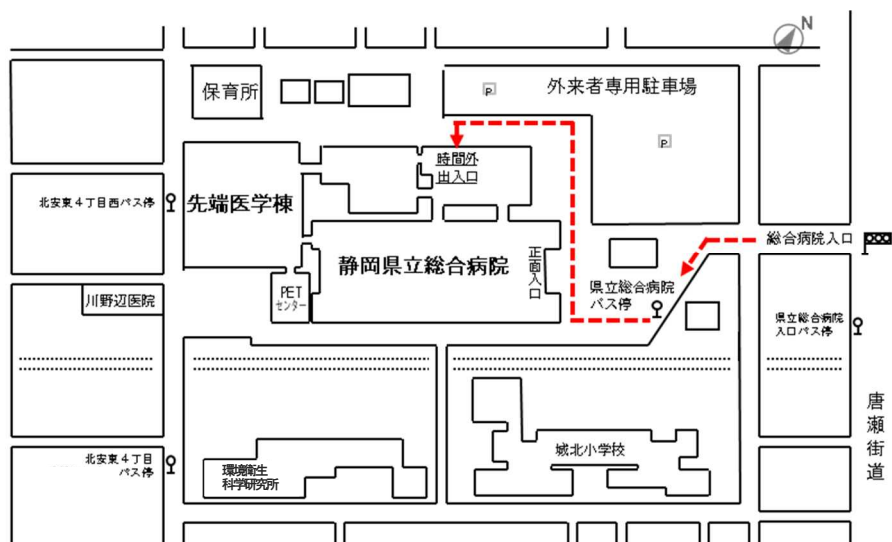 N
保育所
P
外来者専用駐車場
P
時間外
出入口
北安東4丁目西バス停
先端医学棟
総合病院入口
静岡県立総合病院
正面入口
県立総合病院
バス停
PET
センター
川野辺医院
県立総合病院
入口バス停
唐瀬街道
城北小学校
北安東4丁目
バス停
環境衛生
科学研究所